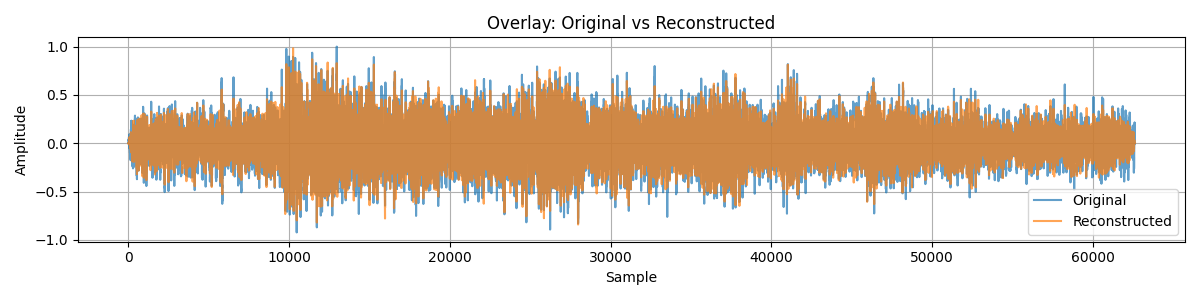 Overlay: Original vs Reconstructed
1.0
0.5
0.0
−0.5
−1.0
Amplitude
Original
Reconstructed
0 10000 20000 30000 40000 50000 60000
Sample